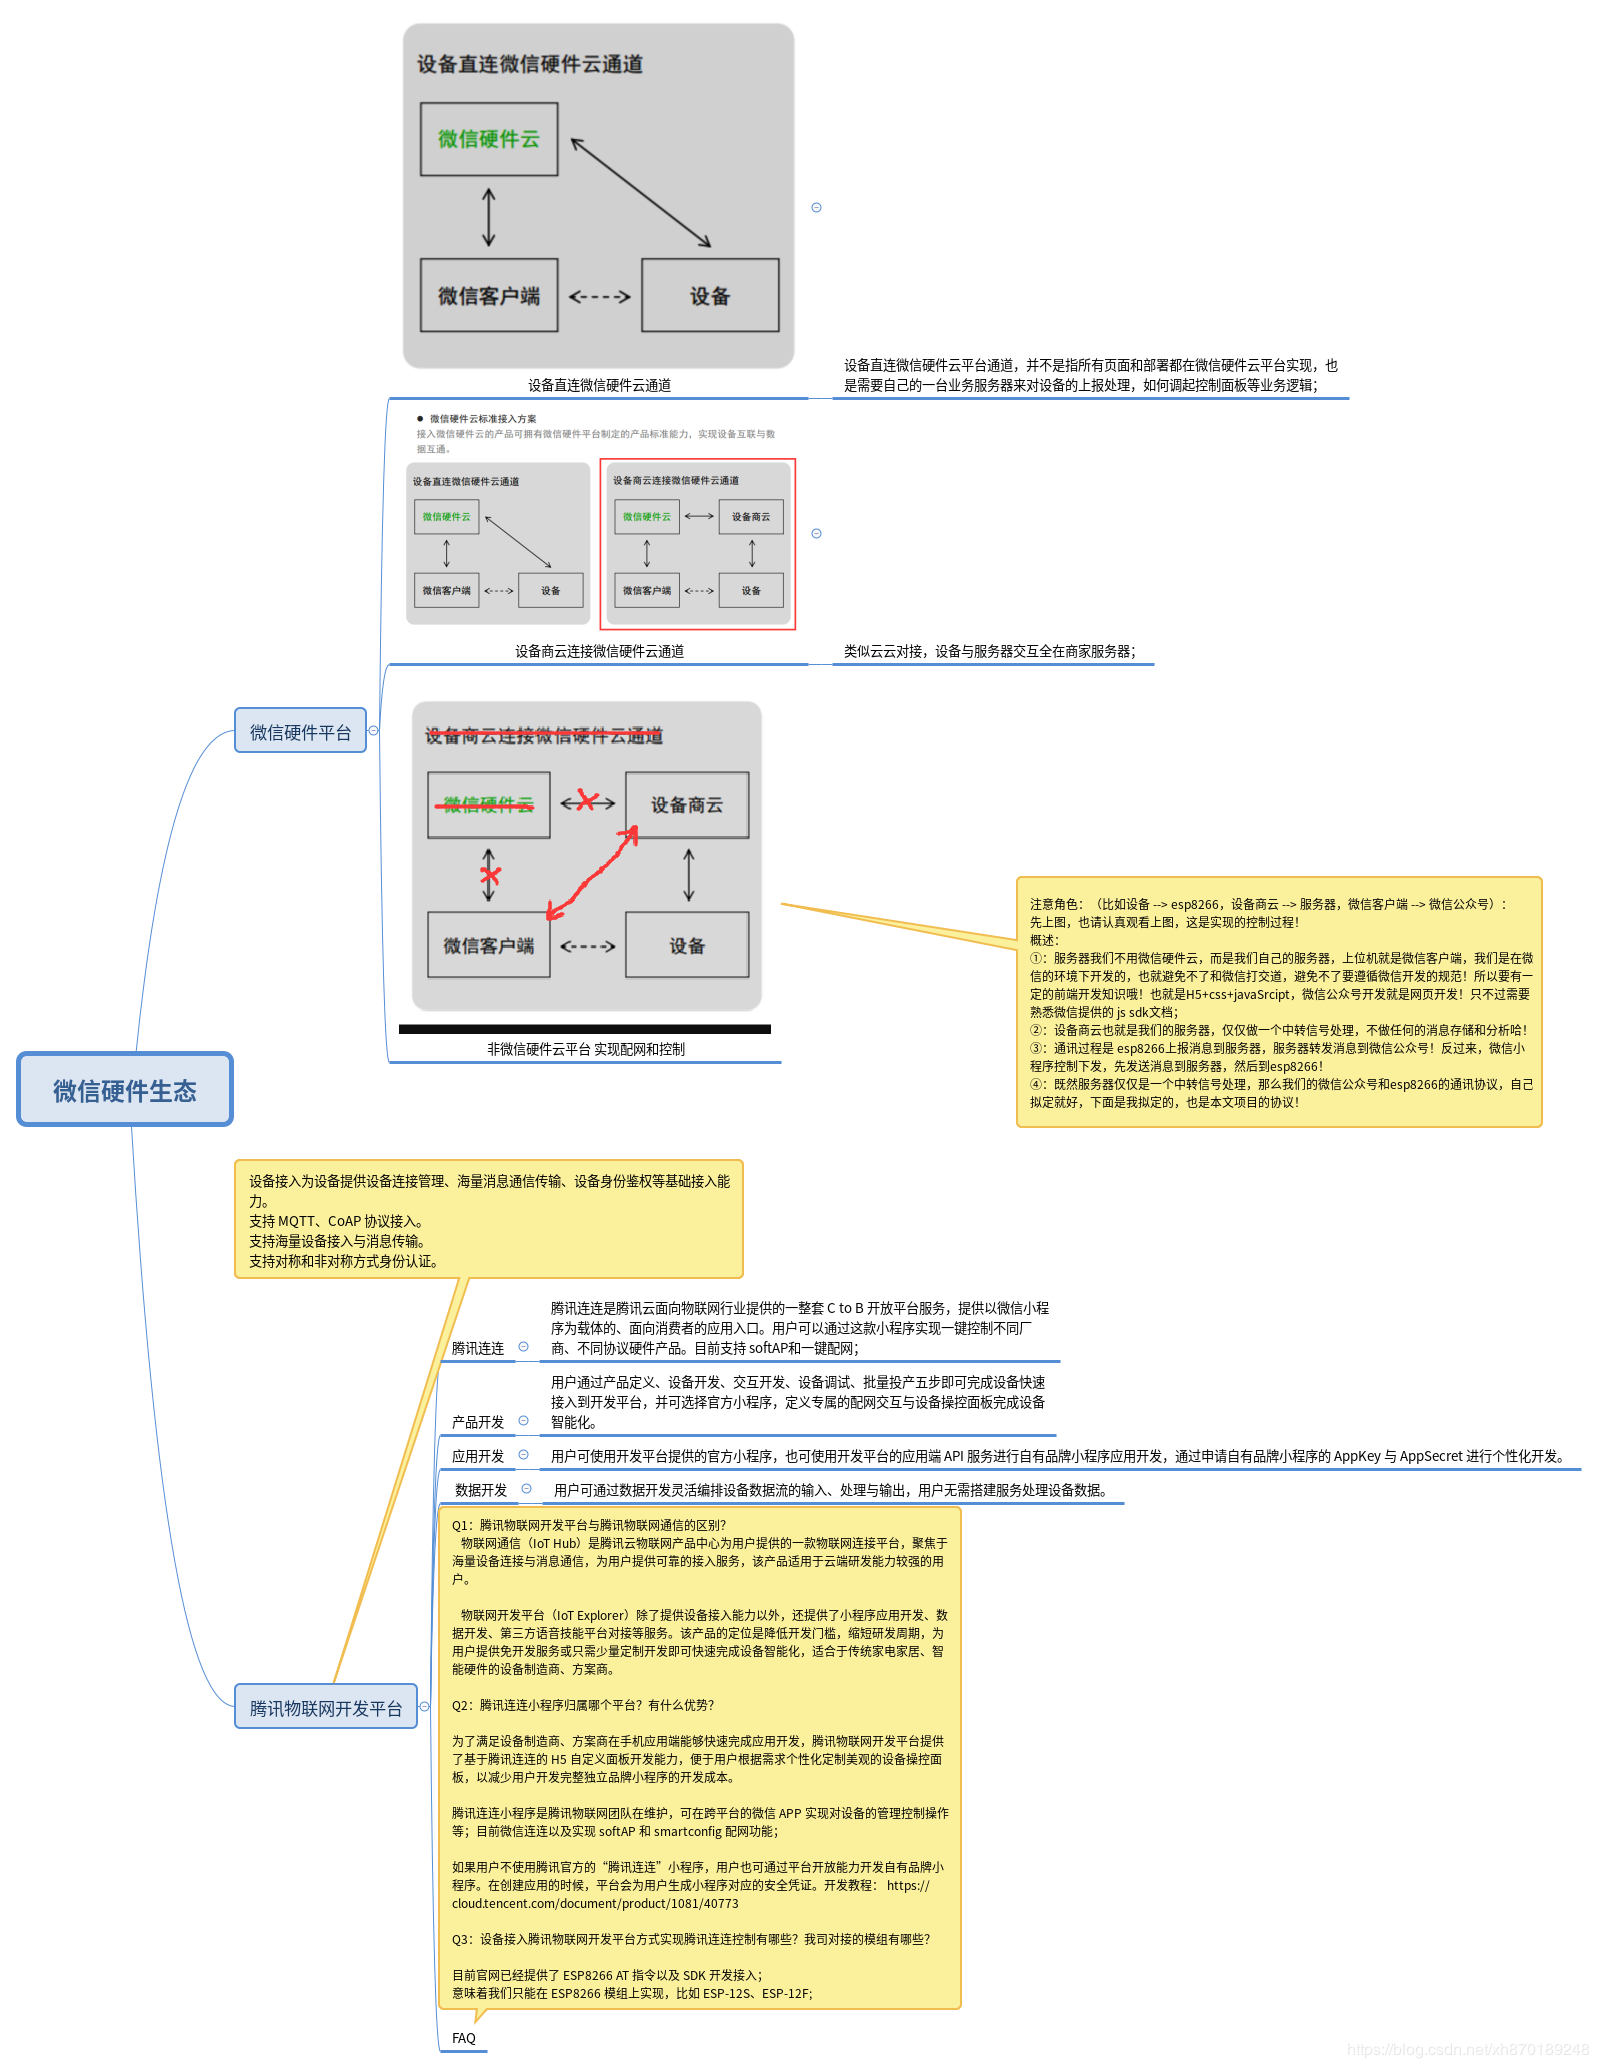 设备直连微信硬件云通道
微信硬件云
微信客户端
设备
设备直连微信硬件云通道
设备直连微信硬件云平台通道，并不是指所有页面和部署都在微信硬件云平台实现，也
是需要自己的一台业务服务器来对设备的上报处理，如何调起控制面板等业务逻辑；
● 微信硬件云标准接入方案
接入微信硬件云的产品可拥有微信硬件平台制定的产品标准能力，实现设备互联与数
据互通。
设备直连微信硬件云通道
微信硬件云
微信客户端
设备
设备商云连接微信硬件云通道
微信硬件云
设备商云
微信客户端
设备
设备商云连接微信硬件云通道
类似云云对接，设备与服务器交互全在商家服务器；
微信硬件平台
设备商云连接微信硬件云通道
微信硬件云
设备商云
微信客户端
设备
非微信硬件云平台 实现配网和控制
注意角色：（比如设备 --> esp8266，设备商云 --> 服务器，微信客户端 --> 微信公众号）：
先上图，也请认真观看上图，这是实现的控制过程！
概述：
①：服务器我们不用微信硬件云，而是我们自己的服务器，上位机就是微信客户端，我们是在微
信的环境下开发的，也就避免不了和微信打交道，避免不了要遵循微信开发的规范！所以要有一
定的前端开发知识哦！也就是H5+css+javaSrcipt，微信公众号开发就是网页开发！只不过需要
熟悉微信提供的 js sdk文档；
②：设备商云也就是我们的服务器，仅仅做一个中转信号处理，不做任何的消息存储和分析哈！
③：通讯过程是 esp8266上报消息到服务器，服务器转发消息到微信公众号！反过来，微信小
程序控制下发，先发送消息到服务器，然后到esp8266！
④：既然服务器仅仅是一个中转信号处理，那么我们的微信公众号和esp8266的通讯协议，自己
拟定就好，下面是我拟定的，也是本文项目的协议！
微信硬件生态
设备接入为设备提供设备连接管理、海量消息通信传输、设备身份鉴权等基础接入能
力。
支持 MQTT、CoAP 协议接入。
支持海量设备接入与消息传输。
支持对称和非对称方式身份认证。
腾讯连连
腾讯连连是腾讯云面向物联网行业提供的一整套 C to B 开放平台服务，提供以微信小程
序为载体的、面向消费者的应用入口。用户可以通过这款小程序实现一键控制不同厂
商、不同协议硬件产品。目前支持 softAP和一键配网；
产品开发
用户通过产品定义、设备开发、交互开发、设备调试、批量投产五步即可完成设备快速
接入到开发平台，并可选择官方小程序，定义专属的配网交互与设备操控面板完成设备
智能化。
应用开发
用户可使用开发平台提供的官方小程序，也可使用开发平台的应用端 API 服务进行自有品牌小程序应用开发，通过申请自有品牌小程序的 AppKey 与 AppSecret 进行个性化开发。
数据开发
用户可通过数据开发灵活编排设备数据流的输入、处理与输出，用户无需搭建服务处理设备数据。
Q1：腾讯物联网开发平台与腾讯物联网通信的区别？
物联网通信（IoT Hub）是腾讯云物联网产品中心为用户提供的一款物联网连接平台，聚焦于
海量设备连接与消息通信，为用户提供可靠的接入服务，该产品适用于云端研发能力较强的用
户。
物联网开发平台（IoT Explorer）除了提供设备接入能力以外，还提供了小程序应用开发、数
据开发、第三方语音技能平台对接等服务。该产品的定位是降低开发门槛，缩短研发周期，为
用户提供免开发服务或只需少量定制开发即可快速完成设备智能化，适合于传统家电家居、智
能硬件的设备制造商、方案商。
Q2：腾讯连连小程序归属哪个平台？有什么优势？
为了满足设备制造商、方案商在手机应用端能够快速完成应用开发，腾讯物联网开发平台提供
了基于腾讯连连的 H5 自定义面板开发能力，便于用户根据需求个性化定制美观的设备操控面
板，以减少用户开发完整独立品牌小程序的开发成本。
腾讯连连小程序是腾讯物联网团队在维护，可在跨平台的微信 APP 实现对设备的管理控制操作
等；目前微信连连以及实现 softAP 和 smartconfig 配网功能；
如果用户不使用腾讯官方的“腾讯连连”小程序，用户也可通过平台开放能力开发自有品牌小
程序。在创建应用的时候，平台会为用户生成小程序对应的安全凭证。开发教程： https://
cloud.tencent.com/document/product/1081/40773
Q3：设备接入腾讯物联网开发平台方式实现腾讯连连控制有哪些？我司对接的模组有哪些？
目前官网已经提供了 ESP8266 AT 指令以及 SDK 开发接入；
意味着我们只能在 ESP8266 模组上实现，比如 ESP-12S、ESP-12F;
腾讯物联网开发平台
FAQ
https://blog.csdn.net/xh870189248